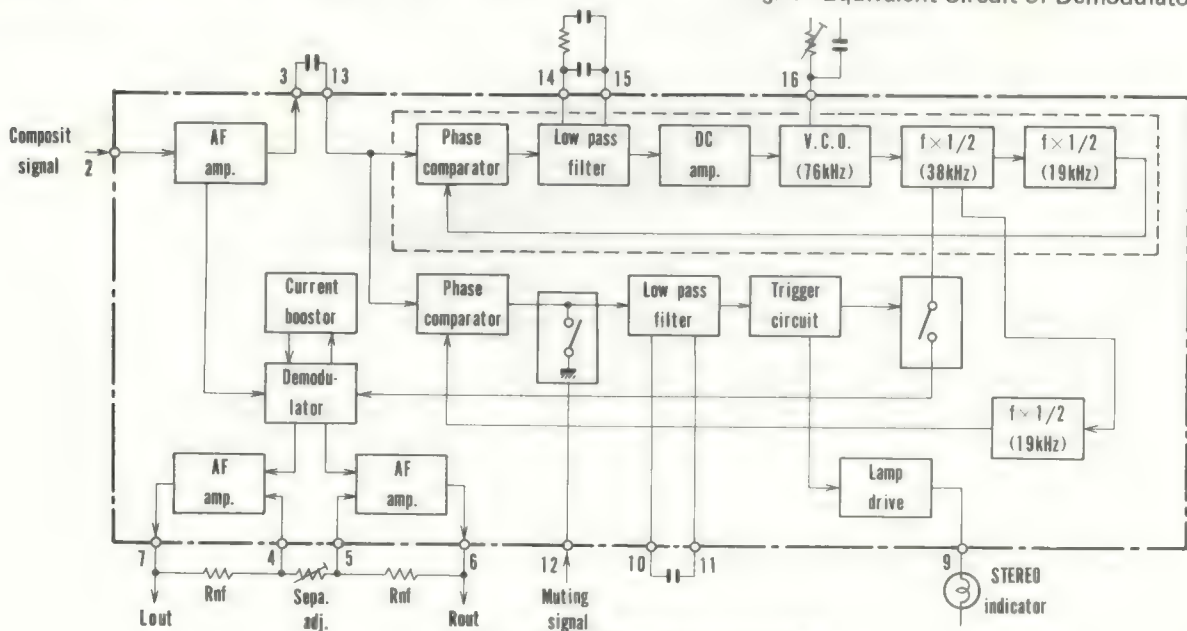 Equivalent Circuit of Demodulato
3
13
14
15
16
Composit
signal
2
AF
amp.
Phase
comparator
Low pass
filter
DC
amp.
V.C.O.
(76kHz)
f×1/2
(38kHz)
f×1/2
(19kHz)
Current
boostor
Phase
comparator
Low pass
filter
Trigger
circuit
Demodu-
lator
f×1/2
(19kHz)
AF
amp.
AF
amp.
Lamp
drive
7
4
5
6
12
10
11
9
Rnf
Sepa.
adj.
Rnf
Lout
Rout
Muting
signal
STEREO
indicator